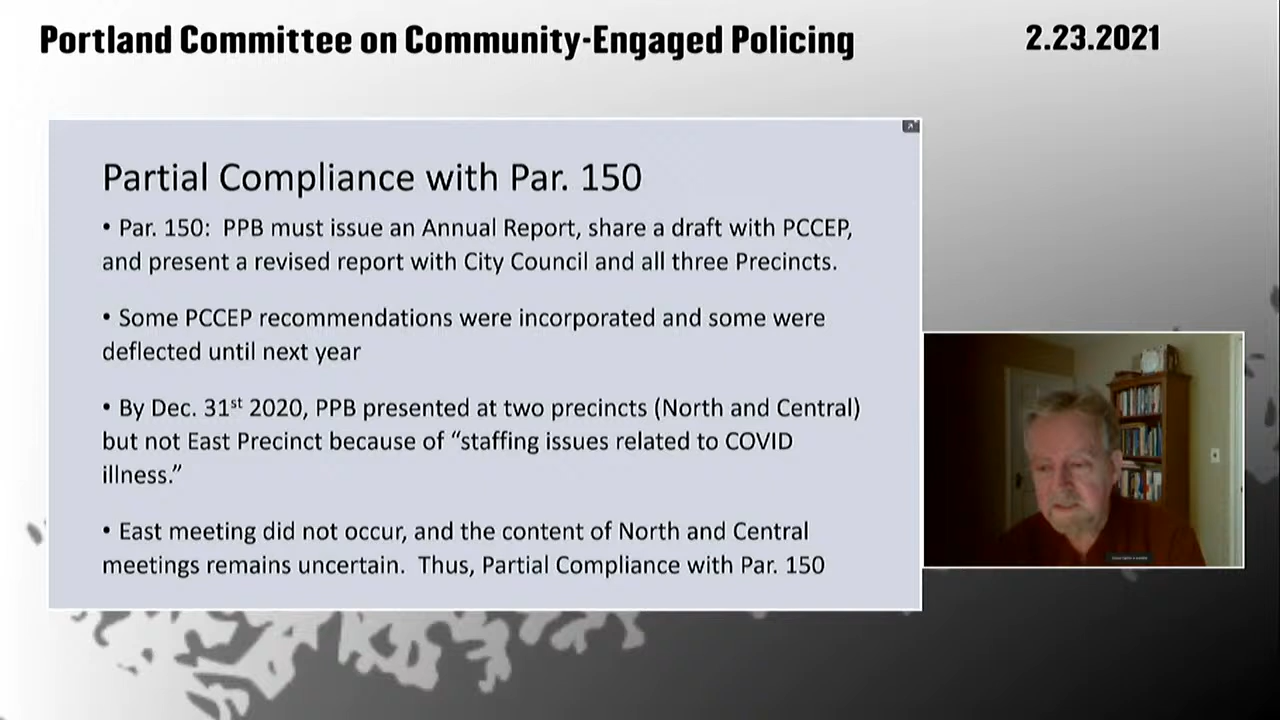 Portland Committee on Community-Engaged Policing
2.23.2021
Partial Compliance with Par. 150
• Par. 150: PPB must issue an Annual Report, share a draft with PCCEP,
and present a revised report with City Council and all three Precincts.
• Some PCCEP recommendations were incorporated and some were
deflected until next year
• By Dec. 31st 2020, PPB presented at two precincts (North and Central)
but not East Precinct because of “staffing issues related to COVID
illness.”
• East meeting did not occur, and the content of North and Central
meetings remains uncertain. Thus, Partial Compliance with Par. 150